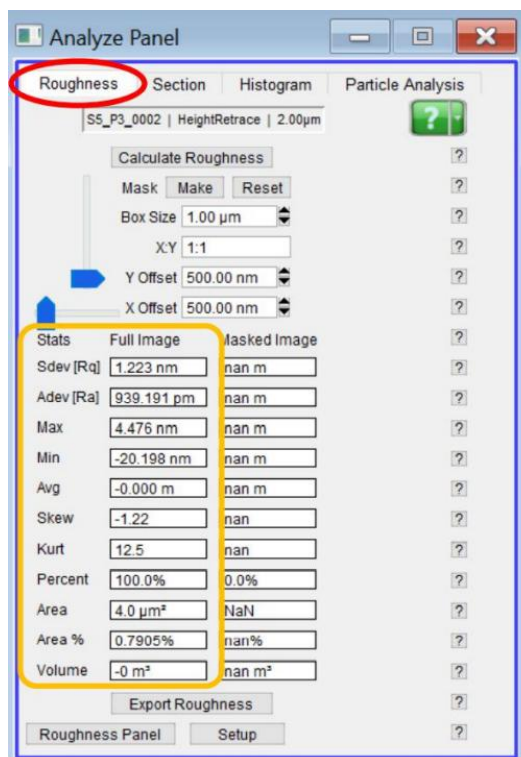 Analyze Panel
Roughness Section Histogram Particle Analysis
S5_P3_0002 | HeightRetrace | 2.00µm ?
Calculate Roughness ?
Mask Make Reset ?
Box Size 1.00 µm ?
X:Y 1:1 ?
Y Offset 500.00 nm ?
X Offset 500.00 nm ?
Stats Full Image Masked Image ?
Sdev [Rq] 1.223 nm nan m ?
Adev [Ra] 939.191 pm nan m ?
Max 4.476 nm nan m ?
Min -20.198 nm nan m ?
Avg -0.000 m nan m ?
Skew -1.22 nan ?
Kurt 12.5 nan ?
Percent 100.0% 0.0% ?
Area 4.0 µm² NaN ?
Area % 0.7905% nan% ?
Volume -0 m³ nan m³ ?
Export Roughness ?
Roughness Panel Setup ?